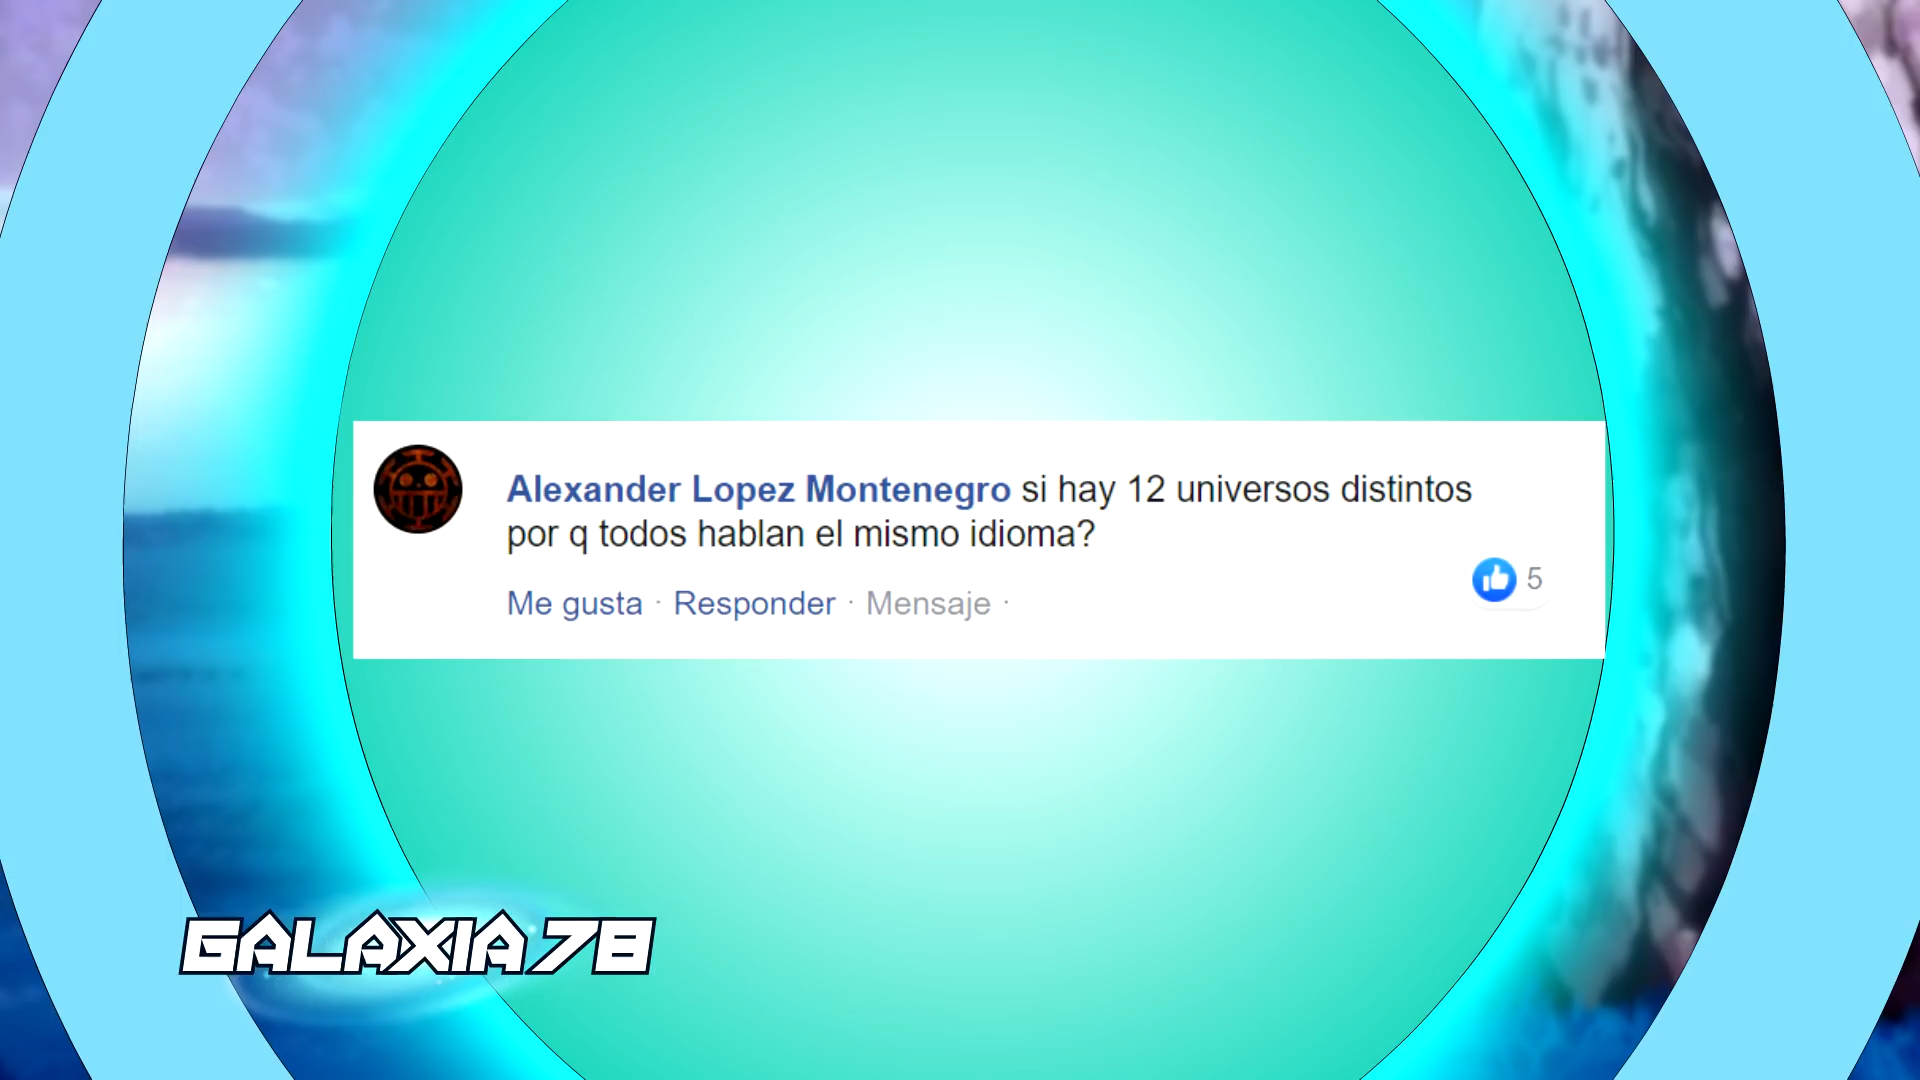 Alexander Lopez Montenegro si hay 12 universos distintos
por q todos hablan el mismo idioma?
5
Me gusta · Responder · Mensaje ·
GALAXIA 78